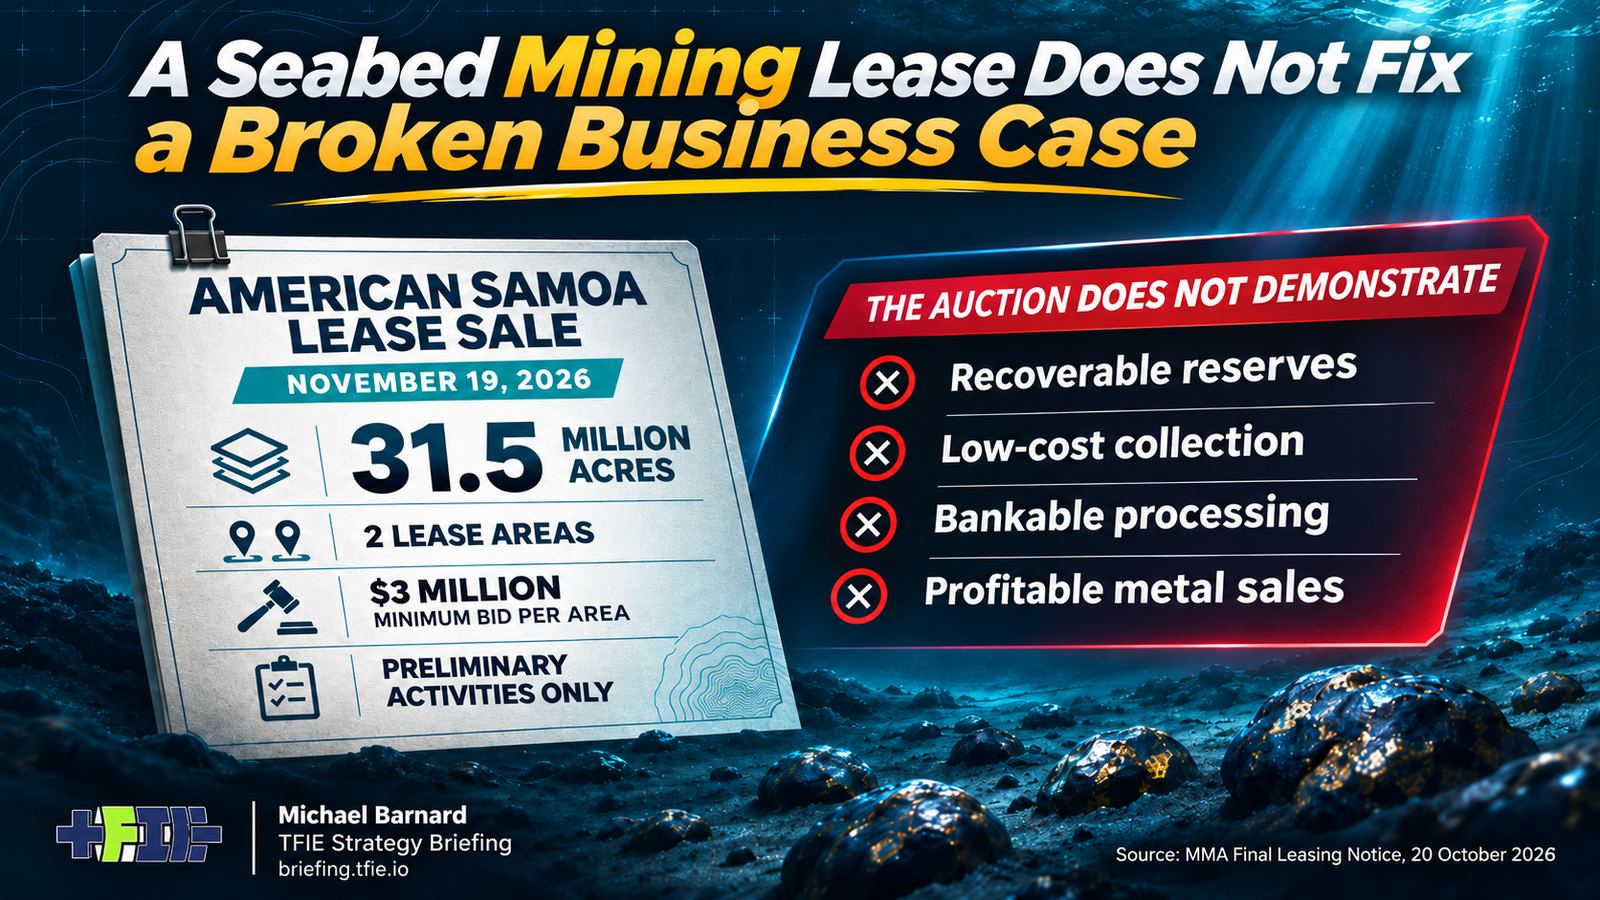 A Seabed Mining Lease Does Not Fix
a Broken Business Case
AMERICAN SAMOA
LEASE SALE
NOVEMBER 19, 2026
31.5 MILLION ACRES
2 LEASE AREAS
$3 MILLION
MINIMUM BID PER AREA
PRELIMINARY
ACTIVITIES ONLY
THE AUCTION DOES NOT DEMONSTRATE
Recoverable reserves
Low-cost collection
Bankable processing
Profitable metal sales
TFIE
Michael Barnard
TFIE Strategy Briefing
briefing.tfie.io
Source: MMA Final Leasing Notice, 20 October 2026